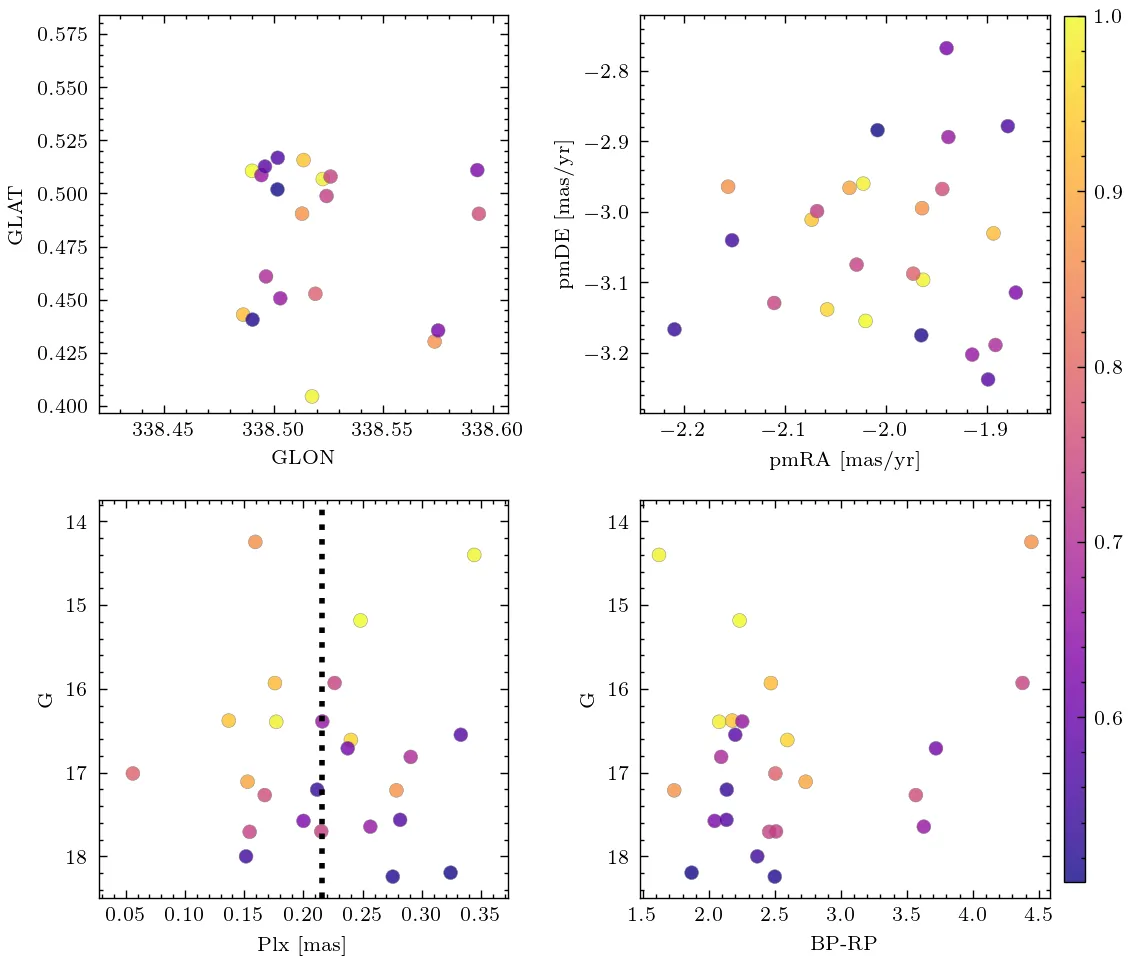 0.575
0.550
0.525
0.500
0.475
0.450
0.425
0.400
GLAT
338.45 338.50 338.55 338.60
GLON
−2.8
−2.9
−3.0
−3.1
−3.2
pmDE [mas/yr]
−2.2 −2.1 −2.0 −1.9
pmRA [mas/yr]
1.0
0.9
0.8
0.7
0.6
14
15
16
17
18
G
0.05 0.10 0.15 0.20 0.25 0.30 0.35
Plx [mas]
14
15
16
17
18
G
1.5 2.0 2.5 3.0 3.5 4.0 4.5
BP-RP